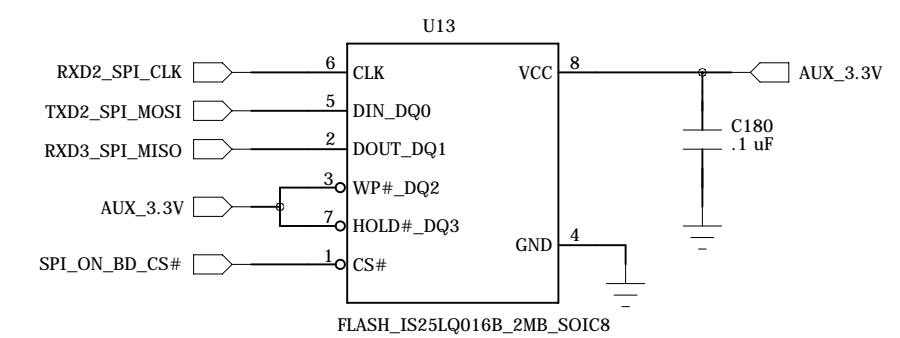 U13
RXD2_SPI_CLK 6 CLK VCC 8 AUX_3.3V
TXD2_SPI_MOSI 5 DIN_DQ0
C180
RXD3_SPI_MISO 2 DOUT_DQ1 .1 uF
3 WP#_DQ2
AUX_3.3V
7 HOLD#_DQ3
GND 4
SPI_ON_BD_CS# 1 CS#
FLASH_IS25LQ016B_2MB_SOIC8